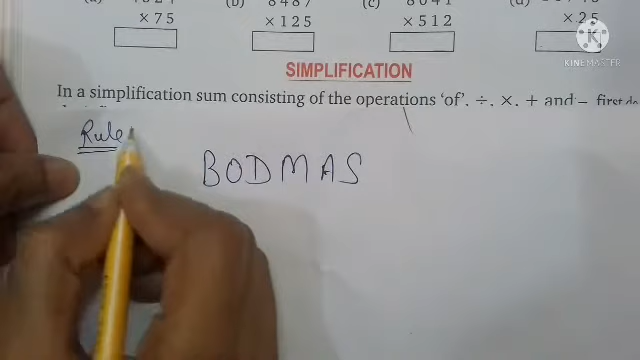 (b) 8487 (c) 8041
× 75 × 125 × 512 × 25
SIMPLIFICATION
In a simplification sum consisting of the operations 'of'. ÷. ×. + and – first do
Rule
BODMAS
KINEMASTER